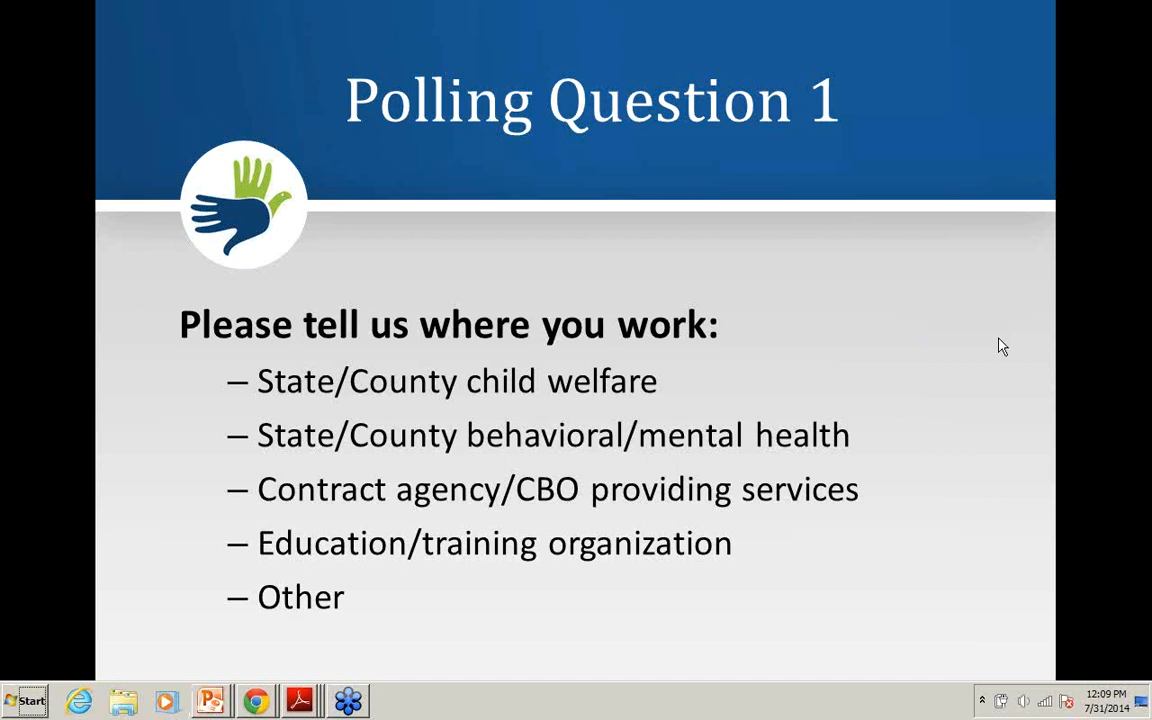 Polling Question 1
Please tell us where you work:
– State/County child welfare
– State/County behavioral/mental health
– Contract agency/CBO providing services
– Education/training organization
– Other
Start
12:09 PM
7/31/2014